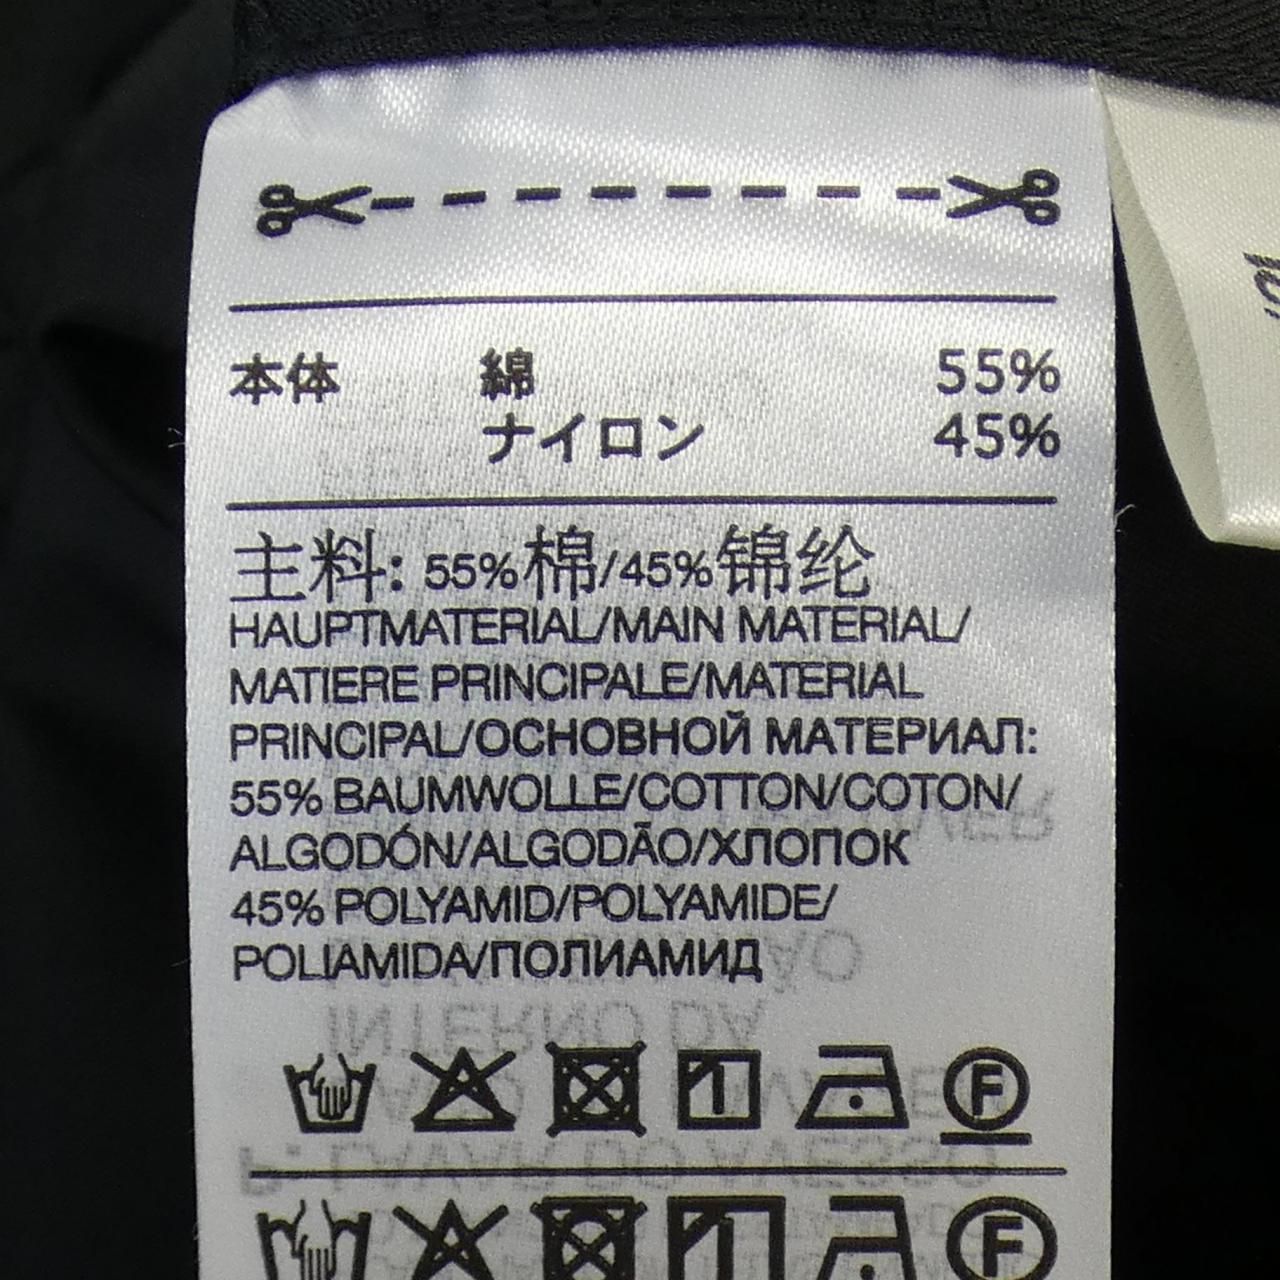 本体 綿 55%
ナイロン 45%
主料: 55%棉/45%锦纶
HAUPTMATERIAL/MAIN MATERIAL/
MATIERE PRINCIPALE/MATERIAL
PRINCIPAL/ОСНОВНОЙ МАТЕРИАЛ:
55% BAUMWOLLE/COTTON/COTON/
ALGODÓN/ALGODÃO/ХЛОПОК
45% POLYAMID/POLYAMIDE/
POLIAMIDA/ПОЛИАМИД
F
F